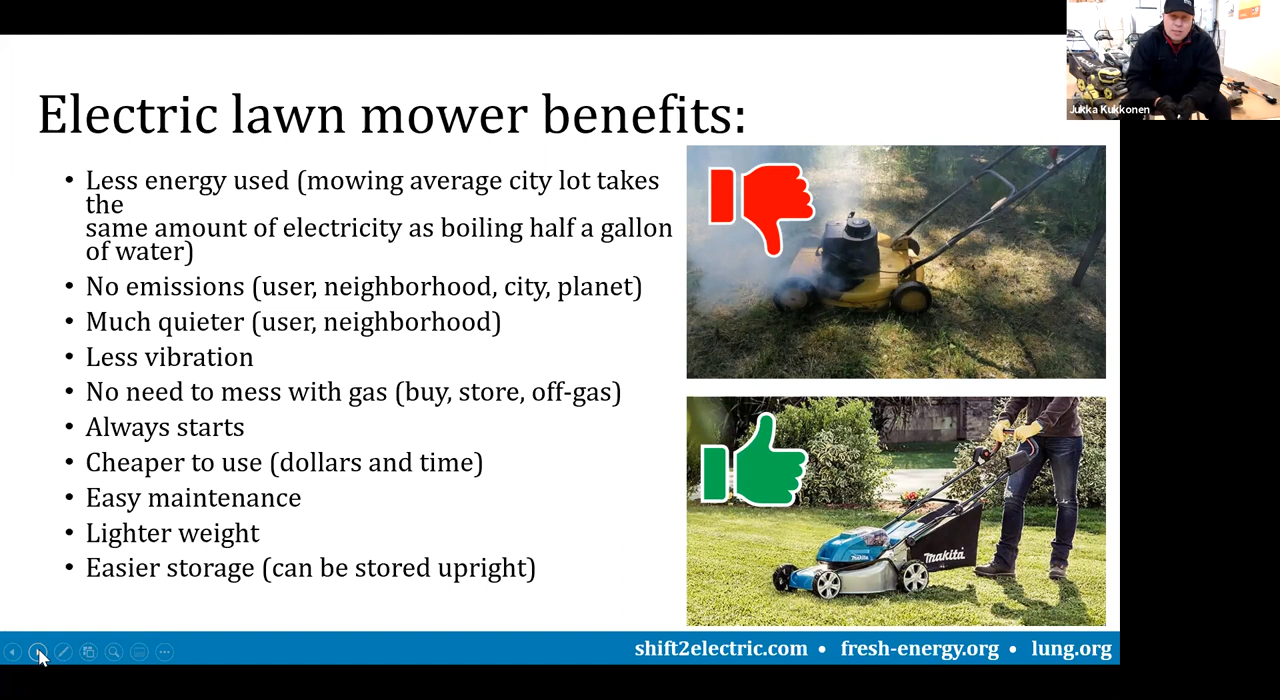 Jukka Kukkonen
Electric lawn mower benefits:
• Less energy used (mowing average city lot takes
the
same amount of electricity as boiling half a gallon
of water)
• No emissions (user, neighborhood, city, planet)
• Much quieter (user, neighborhood)
• Less vibration
• No need to mess with gas (buy, store, off-gas)
• Always starts
• Cheaper to use (dollars and time)
• Easy maintenance
• Lighter weight
• Easier storage (can be stored upright)
makita
shift2electric.com • fresh-energy.org • lung.org